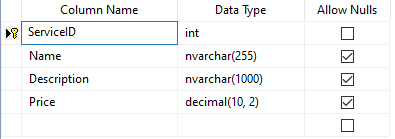 Column Name Data Type Allow Nulls
ServiceID int
Name nvarchar(255)
Description nvarchar(1000)
Price decimal(10, 2)